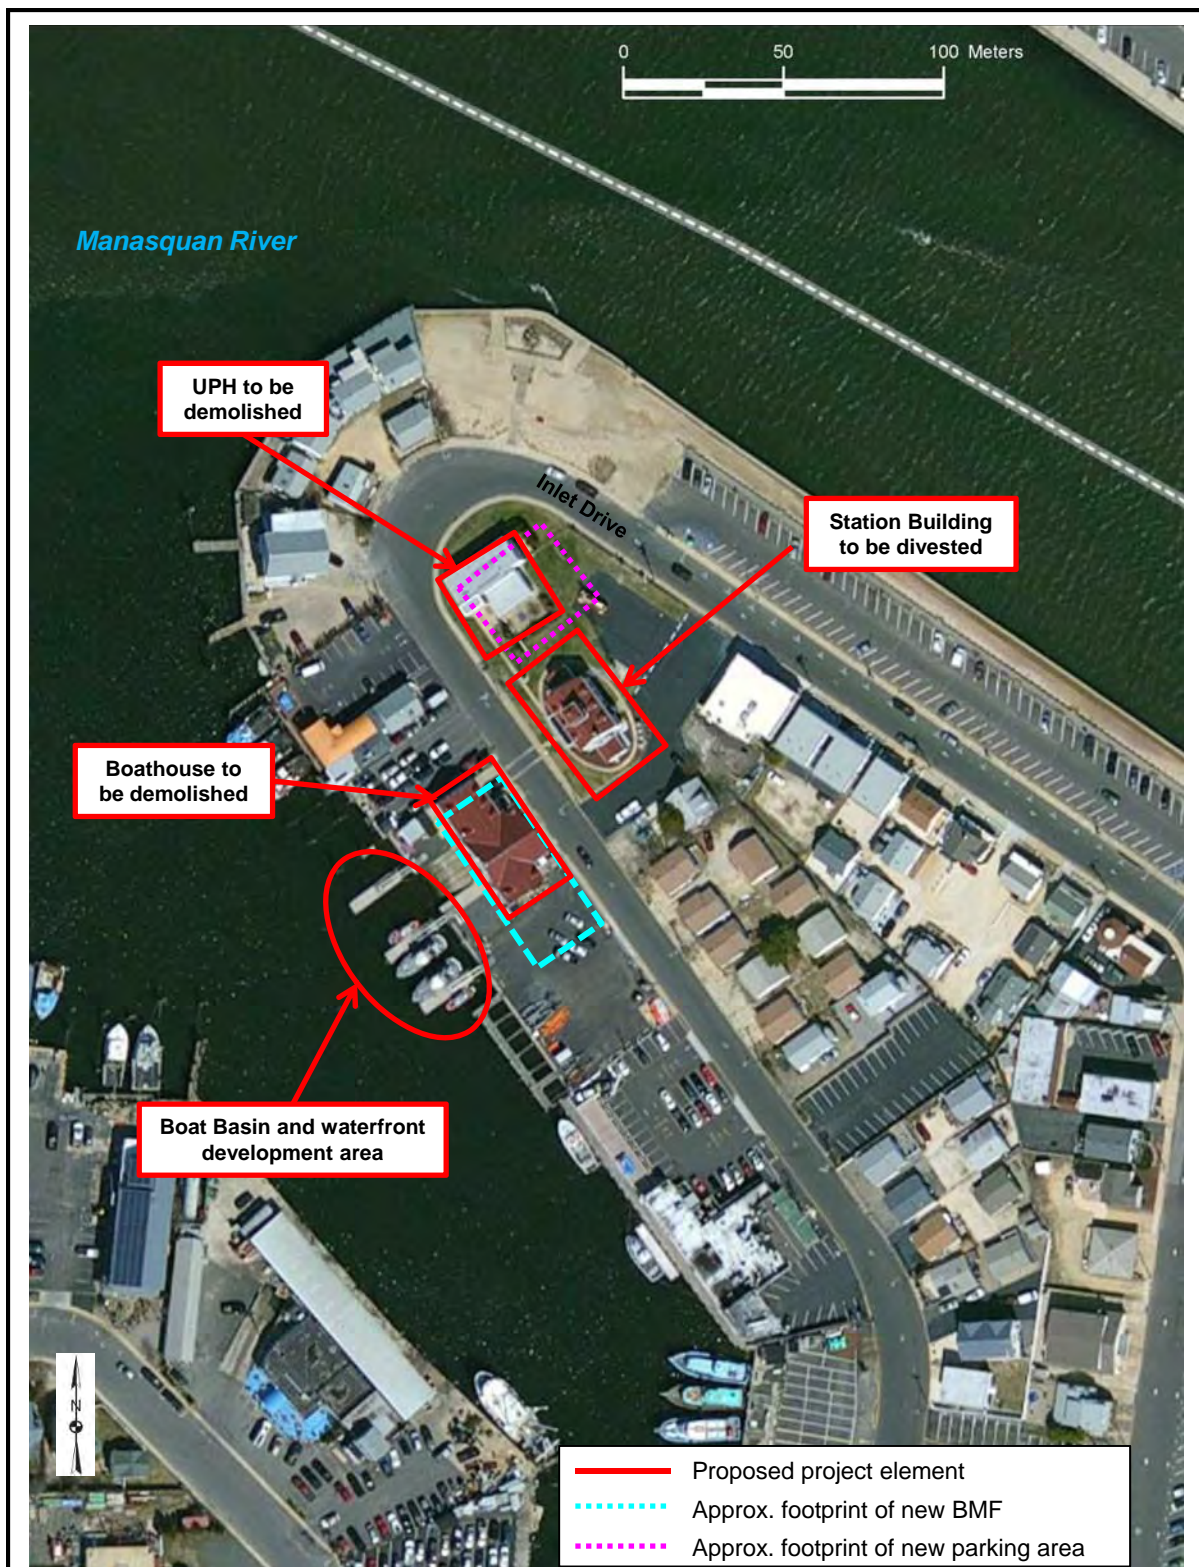 0 50 100 Meters
Manasquan River
UPH to be
demolished
Inlet Drive
Station Building
to be divested
Boathouse to
be demolished
Boat Basin and waterfront
development area
N
Proposed project element
Approx. footprint of new BMF
Approx. footprint of new parking area